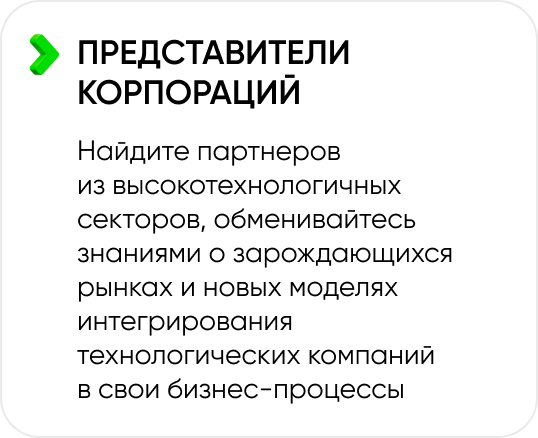 ПРЕДСТАВИТЕЛИ
КОРПОРАЦИЙ
Найдите партнеров
из высокотехнологичных
секторов, обменивайтесь
знаниями о зарождающихся
рынках и новых моделях
интегрирования
технологических компаний
в свои бизнес-процессы